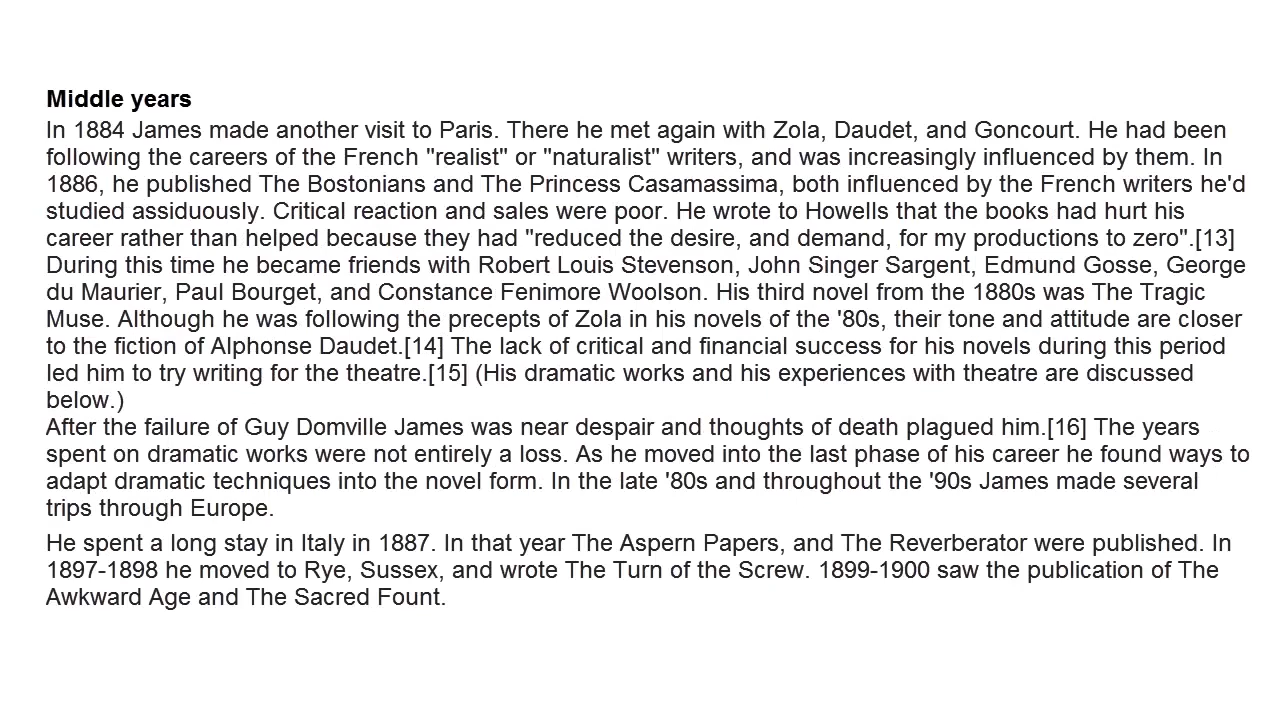 Middle years
In 1884 James made another visit to Paris. There he met again with Zola, Daudet, and Goncourt. He had been
following the careers of the French "realist" or "naturalist" writers, and was increasingly influenced by them. In
1886, he published The Bostonians and The Princess Casamassima, both influenced by the French writers he'd
studied assiduously. Critical reaction and sales were poor. He wrote to Howells that the books had hurt his
career rather than helped because they had "reduced the desire, and demand, for my productions to zero".[13]
During this time he became friends with Robert Louis Stevenson, John Singer Sargent, Edmund Gosse, George
du Maurier, Paul Bourget, and Constance Fenimore Woolson. His third novel from the 1880s was The Tragic
Muse. Although he was following the precepts of Zola in his novels of the '80s, their tone and attitude are closer
to the fiction of Alphonse Daudet.[14] The lack of critical and financial success for his novels during this period
led him to try writing for the theatre.[15] (His dramatic works and his experiences with theatre are discussed
below.)
After the failure of Guy Domville James was near despair and thoughts of death plagued him.[16] The years
spent on dramatic works were not entirely a loss. As he moved into the last phase of his career he found ways to
adapt dramatic techniques into the novel form. In the late '80s and throughout the '90s James made several
trips through Europe.
He spent a long stay in Italy in 1887. In that year The Aspern Papers, and The Reverberator were published. In
1897-1898 he moved to Rye, Sussex, and wrote The Turn of the Screw. 1899-1900 saw the publication of The
Awkward Age and The Sacred Fount.